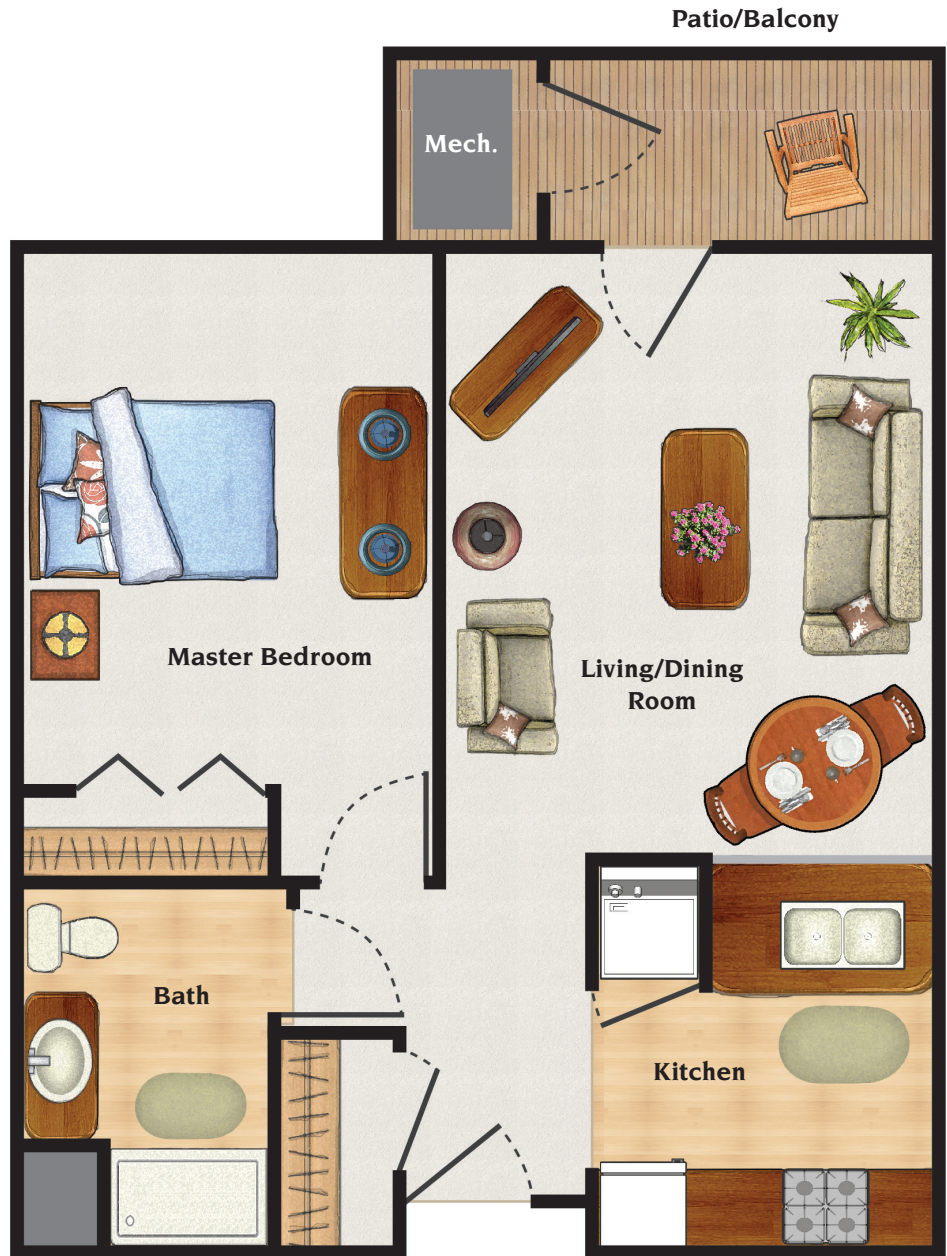 Patio/Balcony
Mech.
Master Bedroom
Living/Dining
Room
Bath
Kitchen